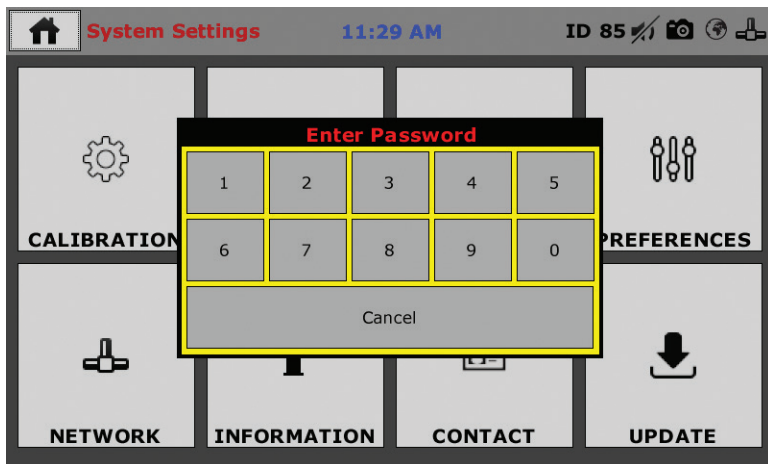 System Settings 11:29 AM ID 85
Enter Password
1 2 3 4 5
CALIBRATION PREFERENCES
6 7 8 9 0
Cancel
NETWORK INFORMATION CONTACT UPDATE